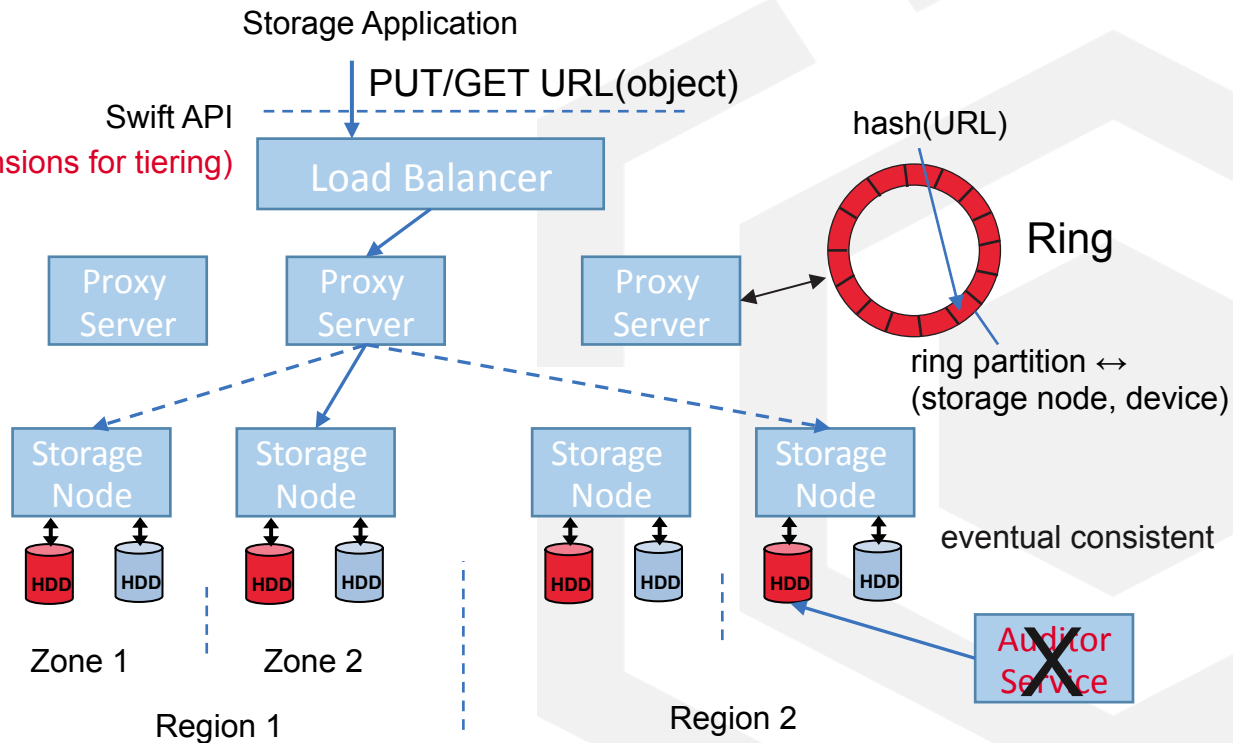 Storage Application
PUT/GET URL(object)
Swift API
nsions for tiering)
hash(URL)
Load Balancer
Ring
Proxy
Server
Proxy
Server
Proxy
Server
ring partition ↔
(storage node, device)
Storage
Node
Storage
Node
Storage
Node
Storage
Node
eventual consistent
HDD
HDD
HDD
HDD
HDD
HDD
HDD
HDD
Auditor
Service
X
Zone 1
Zone 2
Region 1
Region 2